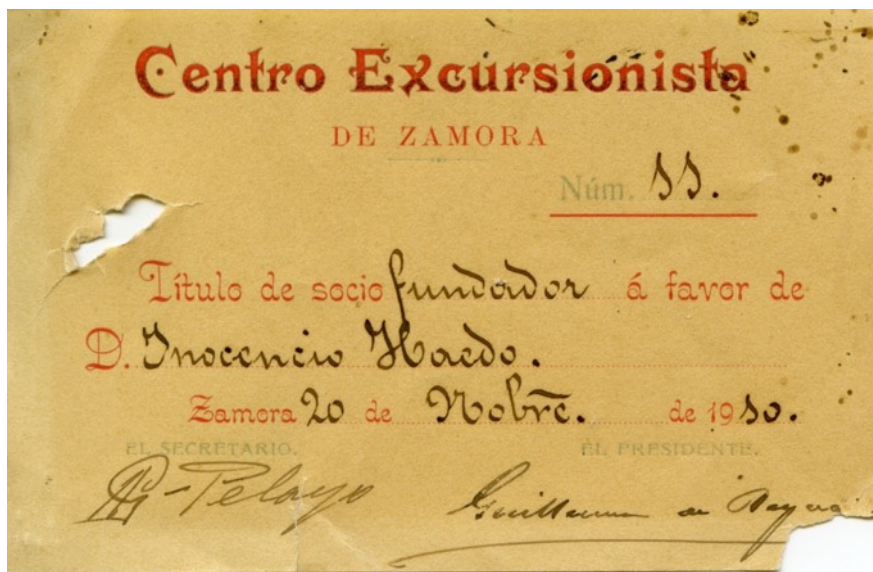 Centro Excursionista
DE ZAMORA
Núm. 11.
Título de socio fundador á favor de
D. Inocencio Haedo.
Zamora 20 de Nobre. de 1910.
EL SECRETARIO. EL PRESIDENTE.
Pelayo Guillermo de